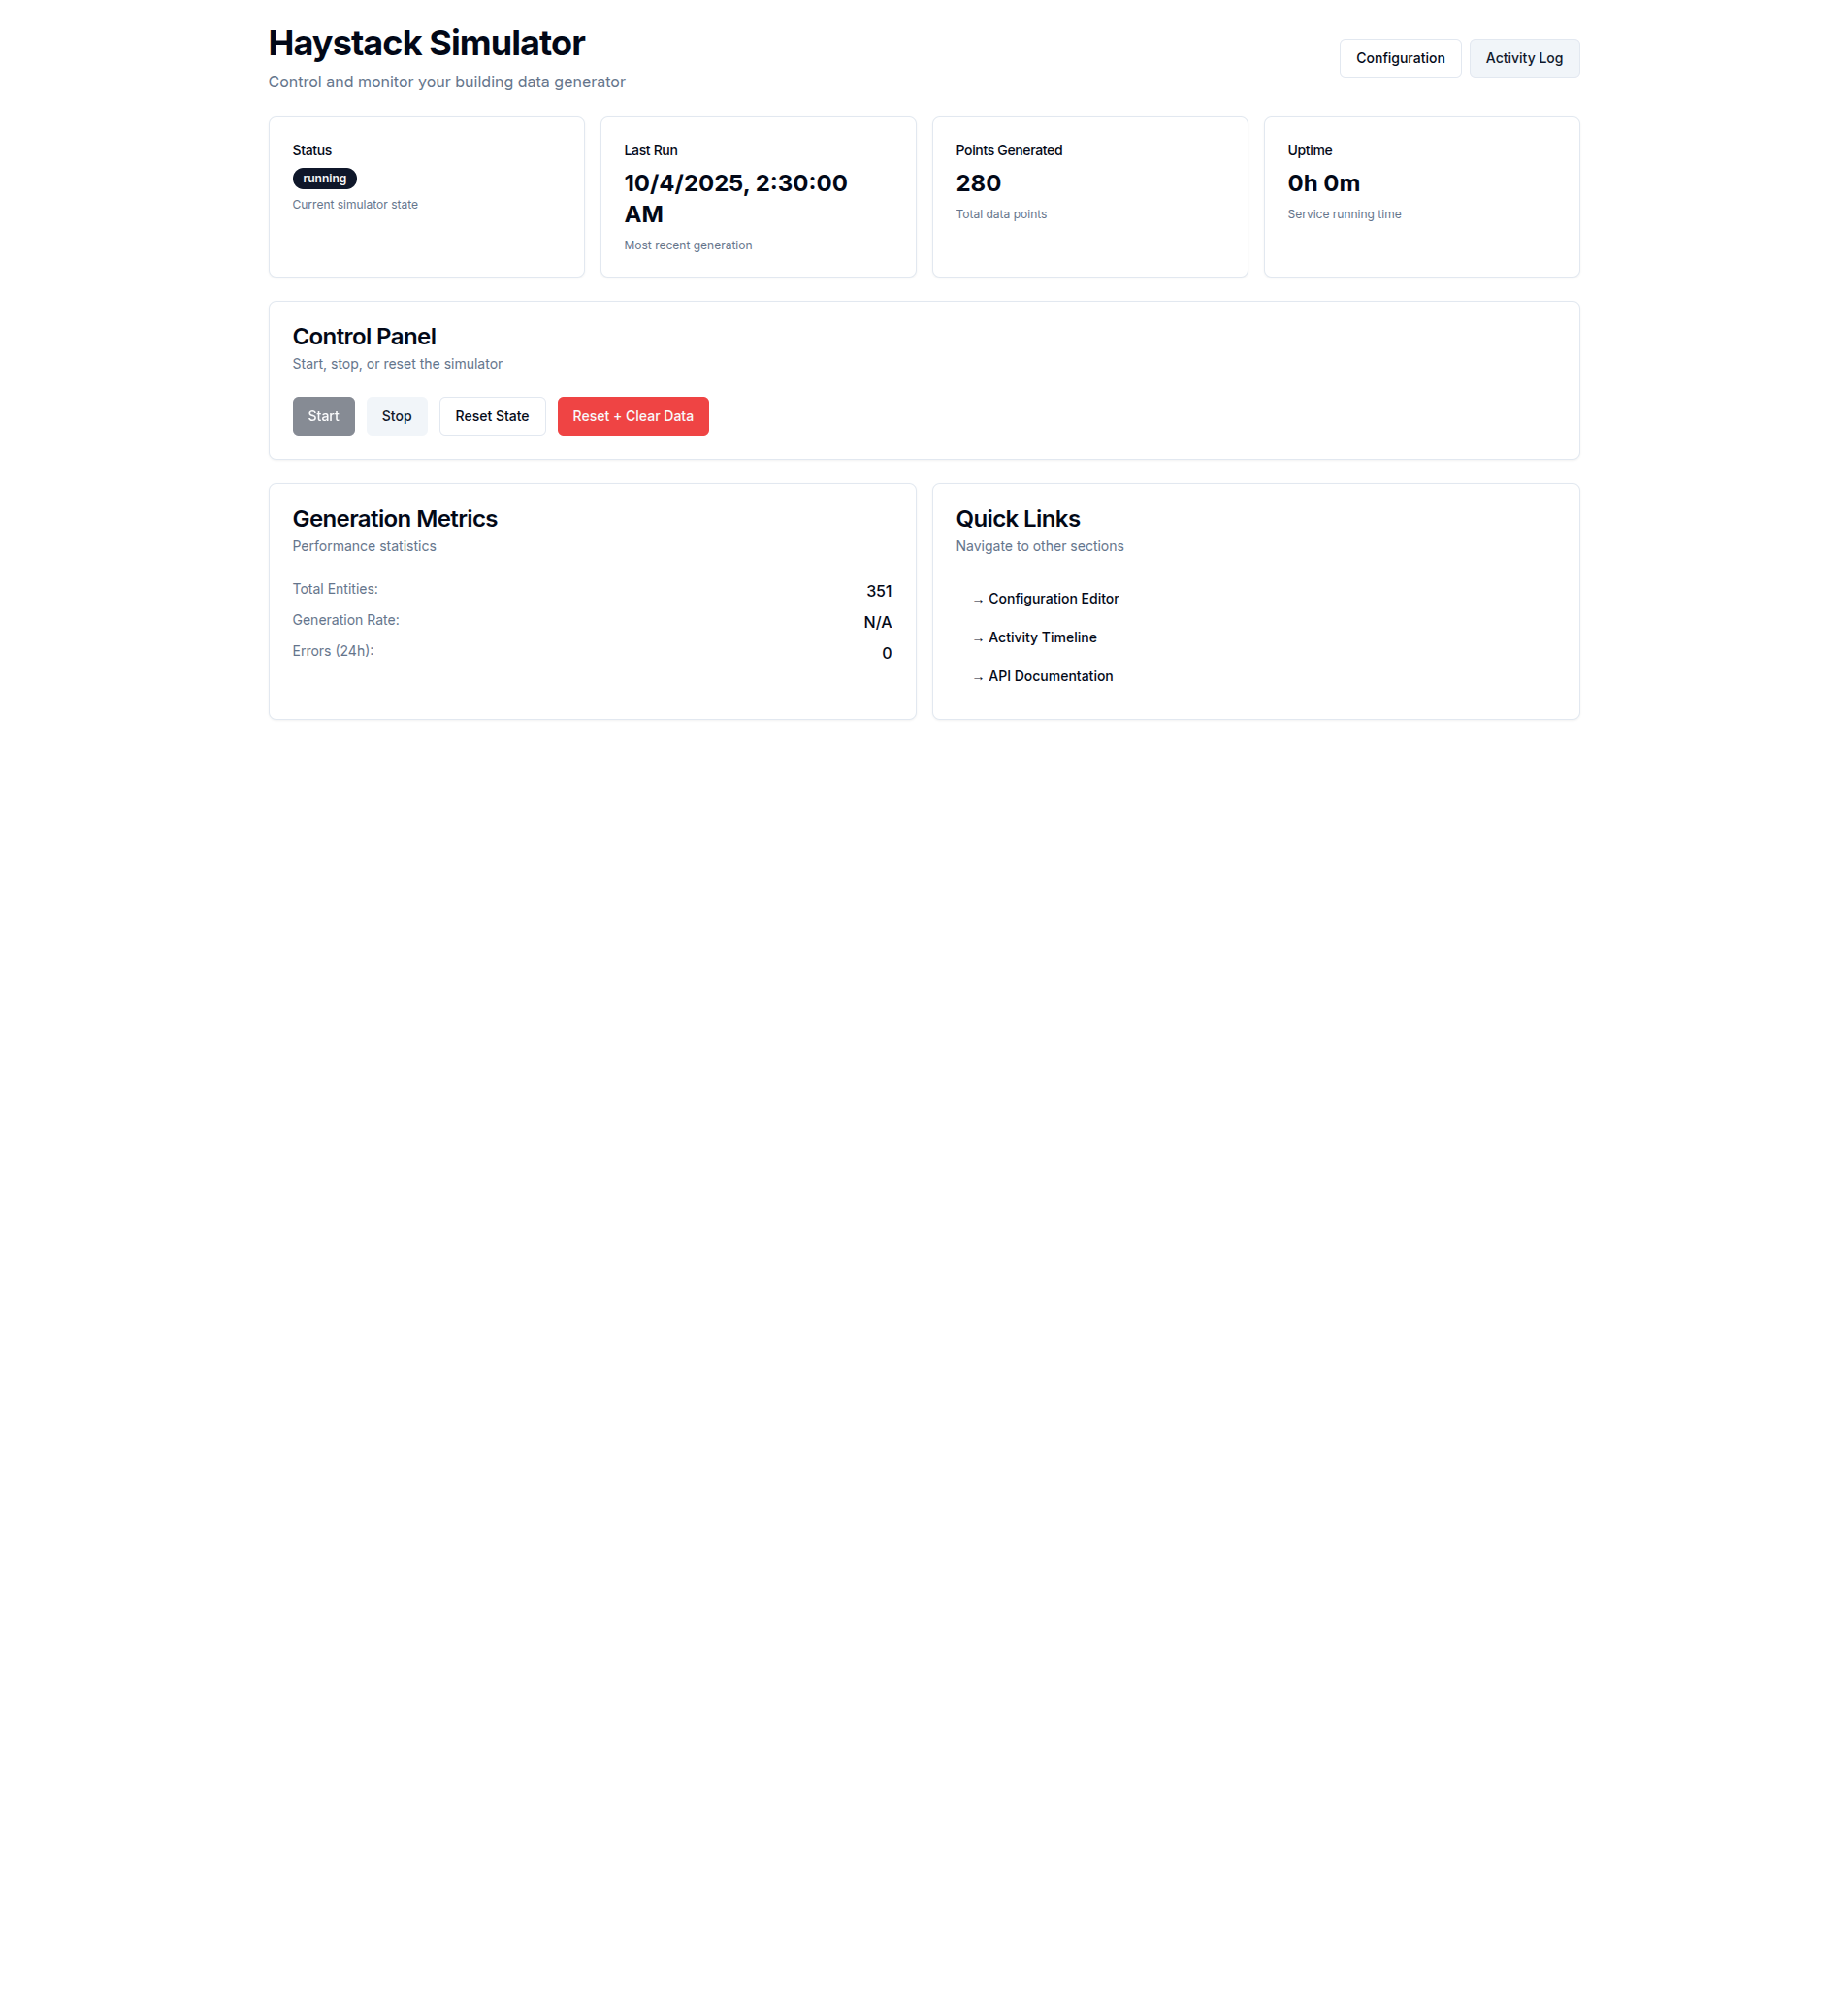 Haystack Simulator
Control and monitor your building data generator
Configuration
Activity Log
Status
running
Current simulator state
Last Run
10/4/2025, 2:30:00
AM
Most recent generation
Points Generated
280
Total data points
Uptime
0h 0m
Service running time
Control Panel
Start, stop, or reset the simulator
Start
Stop
Reset State
Reset + Clear Data
Generation Metrics
Performance statistics
Total Entities: 351
Generation Rate: N/A
Errors (24h): 0
Quick Links
Navigate to other sections
→ Configuration Editor
→ Activity Timeline
→ API Documentation